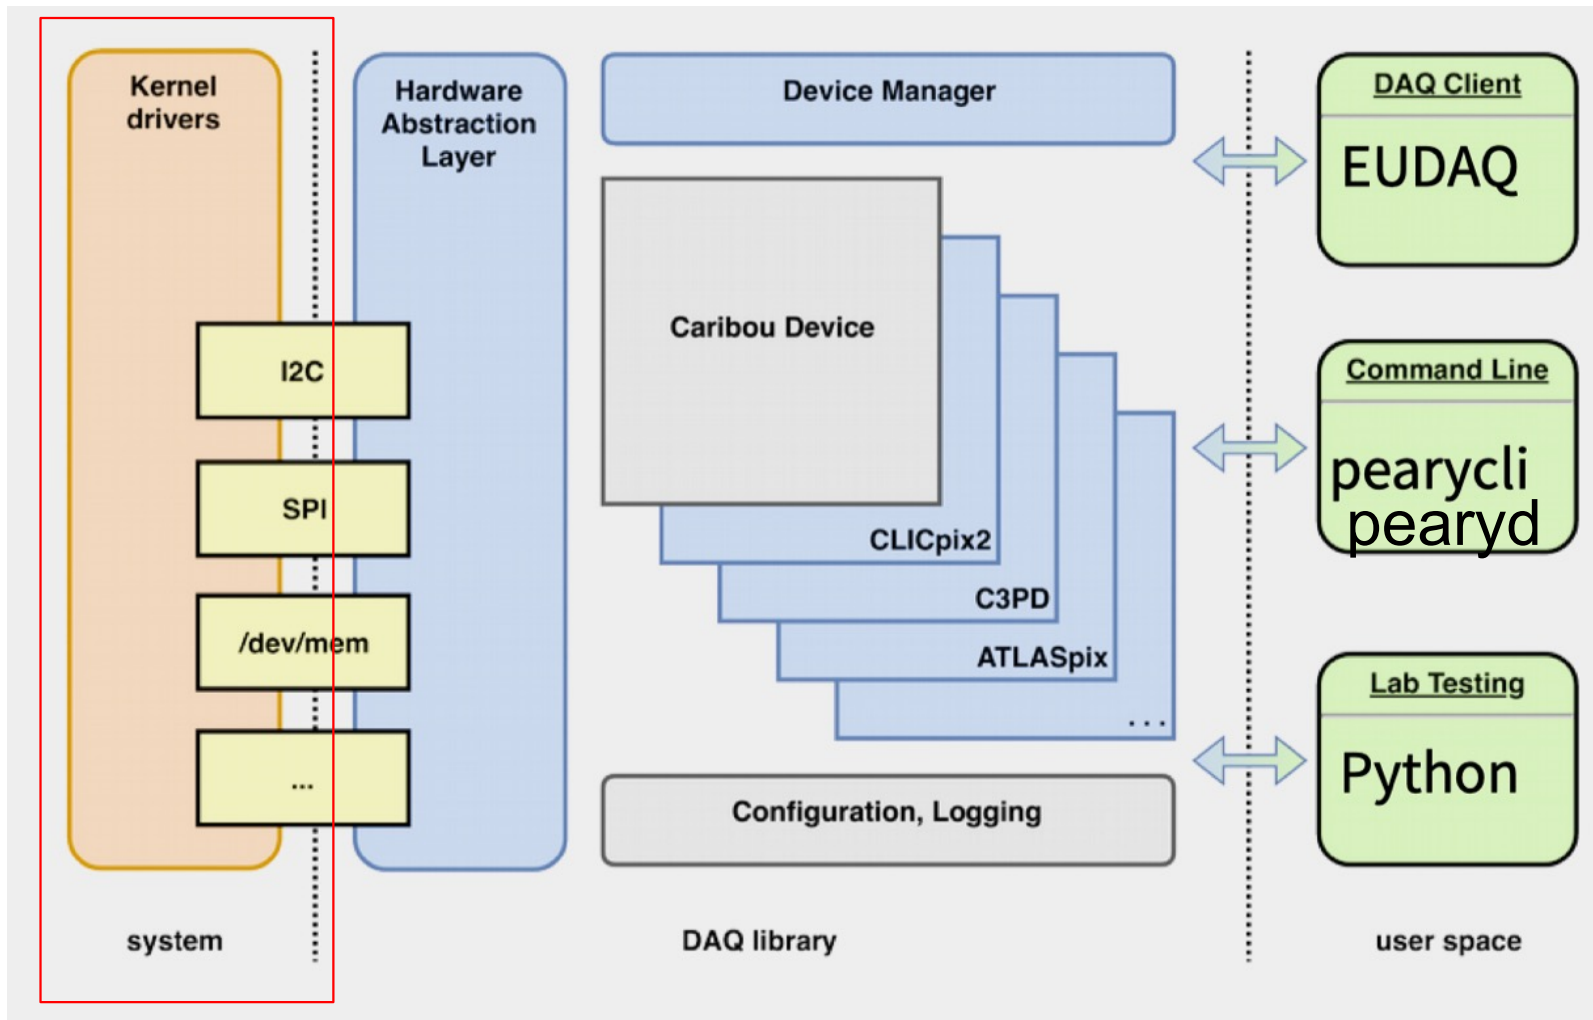 Kernel
drivers
Hardware
Abstraction
Layer
I2C
SPI
/dev/mem
...
Device Manager
Caribou Device
CLICpix2
C3PD
ATLASpix
...
Configuration, Logging
DAQ Client
EUDAQ
Command Line
pearycli
pearyd
Lab Testing
Python
system
DAQ library
user space